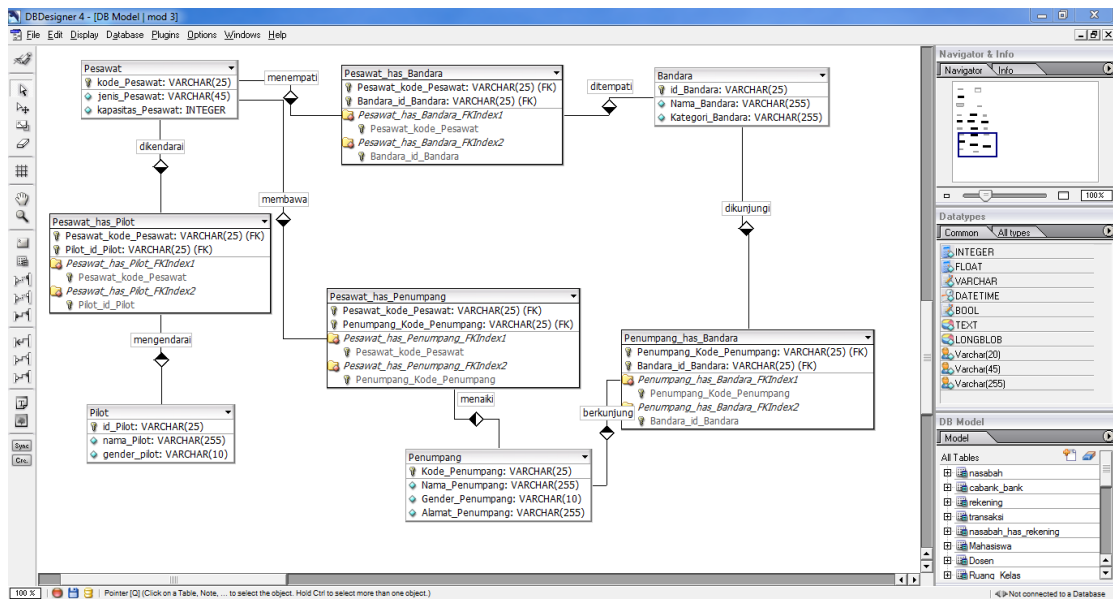 DBDesigner 4 - [DB Model | mod 3]
File Edit Display Database Plugins Options Windows Help
Pesawat
kode_Pesawat: VARCHAR(25)
jenis_Pesawat: VARCHAR(45)
kapasitas_Pesawat: INTEGER
menempati
Pesawat_has_Bandara
Pesawat_kode_Pesawat: VARCHAR(25) (FK)
Bandara_id_Bandara: VARCHAR(25) (FK)
Pesawat_has_Bandara_FKIndex1
Pesawat_kode_Pesawat
Pesawat_has_Bandara_FKIndex2
Bandara_id_Bandara
ditempati
Bandara
id_Bandara: VARCHAR(25)
Nama_Bandara: VARCHAR(255)
Kategori_Bandara: VARCHAR(255)
dikendarai
membawa
dikunjungi
Pesawat_has_Pilot
Pesawat_kode_Pesawat: VARCHAR(25) (FK)
Pilot_id_Pilot: VARCHAR(25) (FK)
Pesawat_has_Pilot_FKIndex1
Pesawat_kode_Pesawat
Pesawat_has_Pilot_FKIndex2
Pilot_id_Pilot
mengendarai
Pesawat_has_Penumpang
Pesawat_kode_Pesawat: VARCHAR(25) (FK)
Penumpang_Kode_Penumpang: VARCHAR(25) (FK)
Pesawat_has_Penumpang_FKIndex1
Pesawat_kode_Pesawat
Pesawat_has_Penumpang_FKIndex2
Penumpang_Kode_Penumpang
Penumpang_has_Bandara
Penumpang_Kode_Penumpang: VARCHAR(25) (FK)
Bandara_id_Bandara: VARCHAR(25) (FK)
Penumpang_has_Bandara_FKIndex1
Penumpang_Kode_Penumpang
Penumpang_has_Bandara_FKIndex2
Bandara_id_Bandara
menaiki
berkunjung
Pilot
id_Pilot: VARCHAR(25)
nama_Pilot: VARCHAR(255)
gender_pilot: VARCHAR(10)
Penumpang
Kode_Penumpang: VARCHAR(25)
Nama_Penumpang: VARCHAR(255)
Gender_Penumpang: VARCHAR(10)
Alamat_Penumpang: VARCHAR(255)
Navigator & Info
Navigator Info
100 %
Datatypes
Common All types
INTEGER
FLOAT
VARCHAR
DATETIME
BOOL
TEXT
LONGBLOB
Varchar(20)
Varchar(45)
Varchar(255)
DB Model
Model
All Tables
nasabah
cabank_bank
rekening
transaksi
nasabah_has_rekening
Mahasiswa
Dosen
Ruang_Kelas
Sync
100 %
Pointer [Q] (Click on a Table, Note, ... to select the object. Hold Ctrl to select more than one object.)
Not connected to a Database